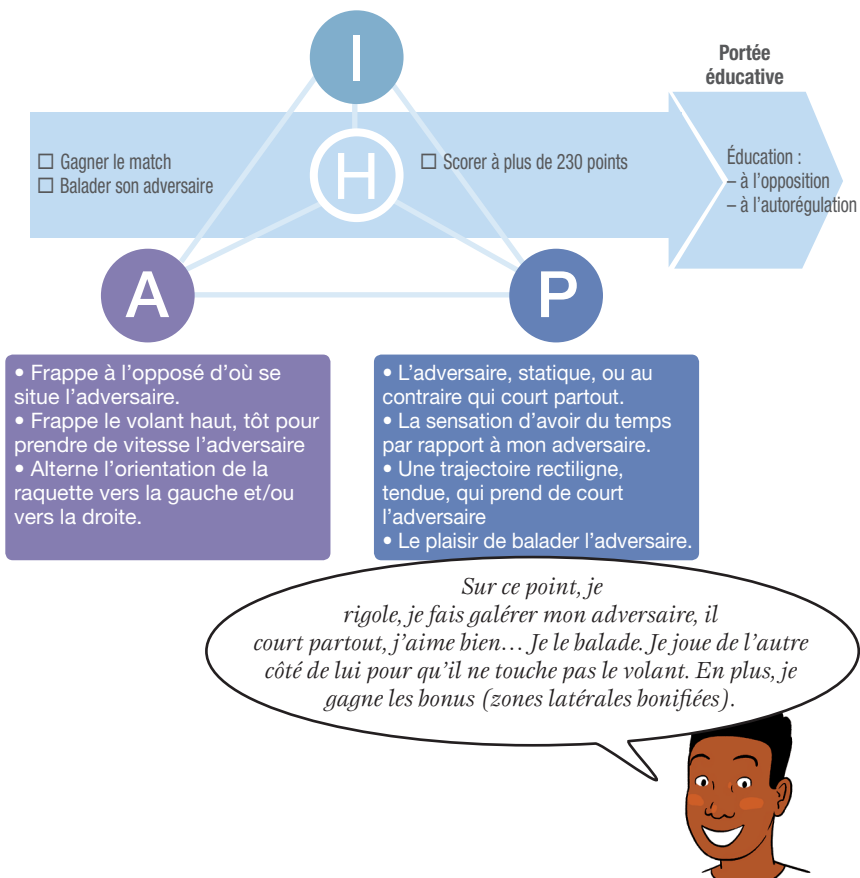 I
Portée
éducative
☐ Gagner le match
☐ Balader son adversaire
H
☐ Scorer à plus de 230 points
Éducation :
– à l'opposition
– à l'autorégulation
A
P
• Frappe à l'opposé d'où se
situe l'adversaire.
• Frappe le volant haut, tôt pour
prendre de vitesse l'adversaire
• Alterne l'orientation de la
raquette vers la gauche et/ou
vers la droite.
• L'adversaire, statique, ou au
contraire qui court partout.
• La sensation d'avoir du temps
par rapport à mon adversaire.
• Une trajectoire rectiligne,
tendue, qui prend de court
l'adversaire
• Le plaisir de balader l'adversaire.
Sur ce point, je
rigole, je fais galérer mon adversaire, il
court partout, j'aime bien… Je le balade. Je joue de l'autre
côté de lui pour qu'il ne touche pas le volant. En plus, je
gagne les bonus (zones latérales bonifiées).